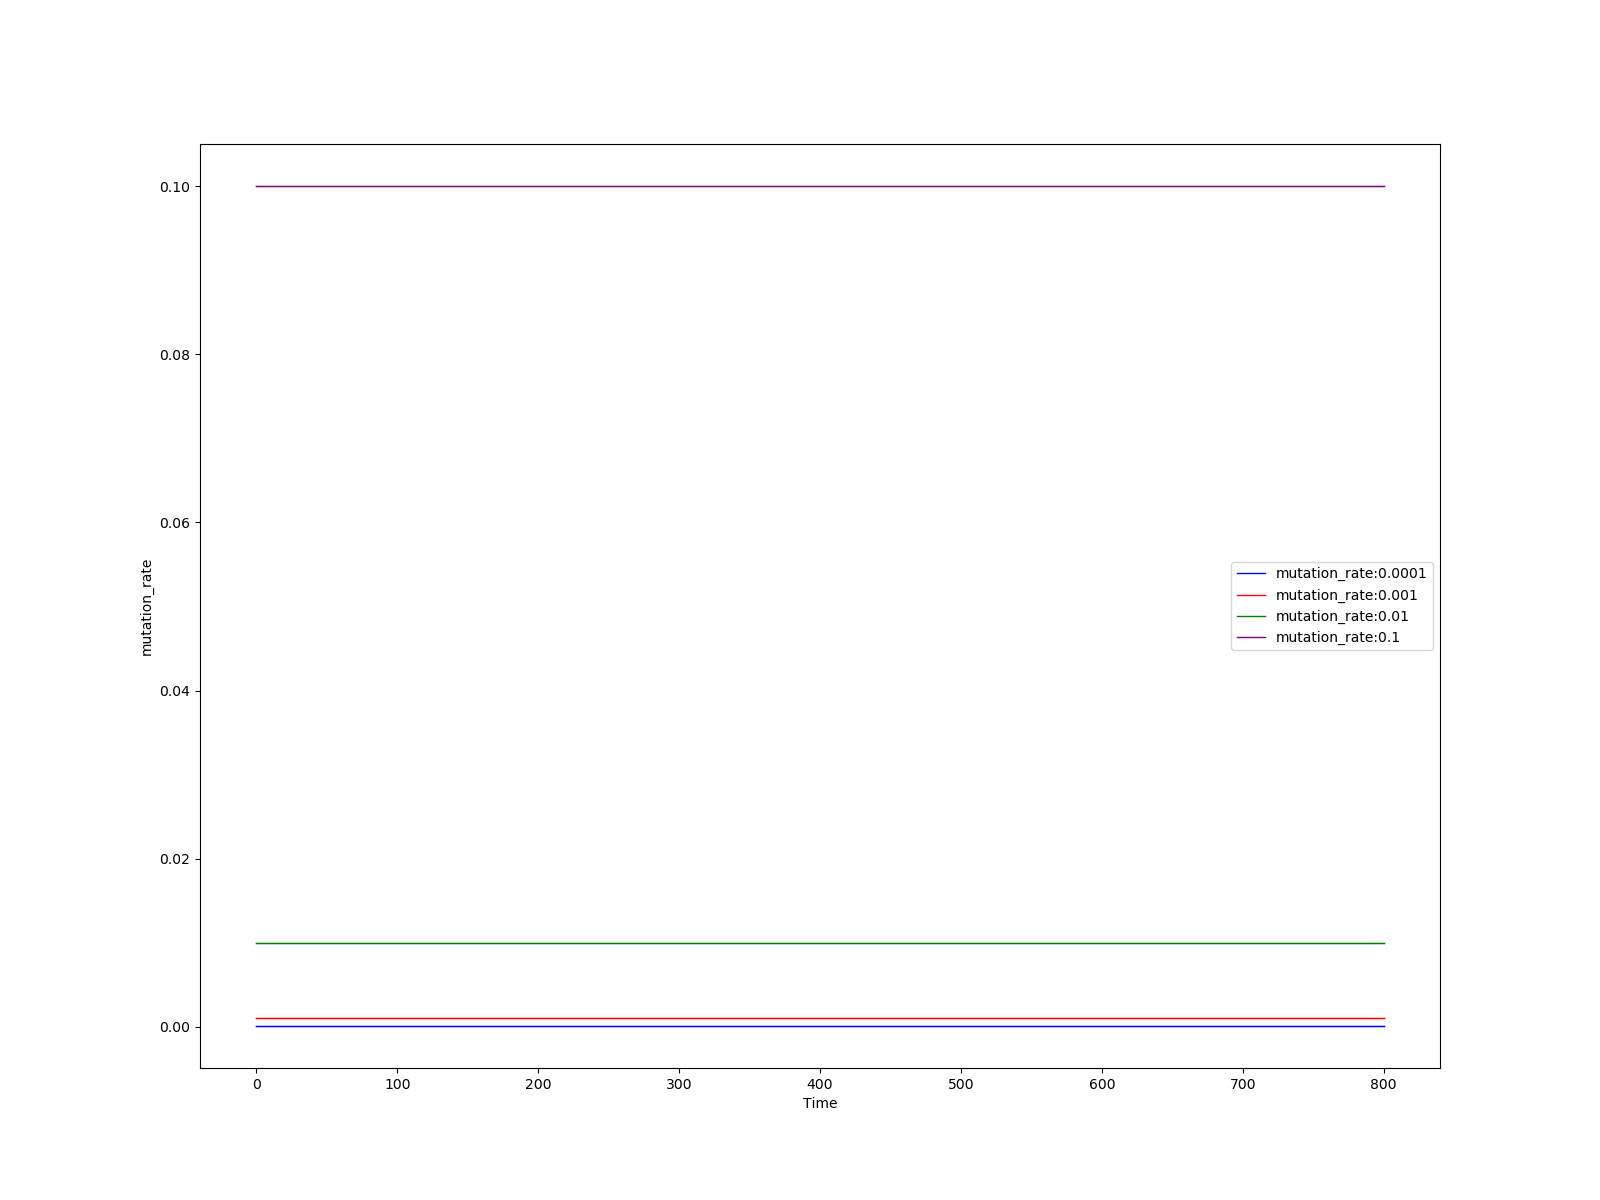 0.10
0.08
0.06
0.04
0.02
0.00
mutation_rate
mutation_rate:0.0001
mutation_rate:0.001
mutation_rate:0.01
mutation_rate:0.1
0 100 200 300 400 500 600 700 800
Time